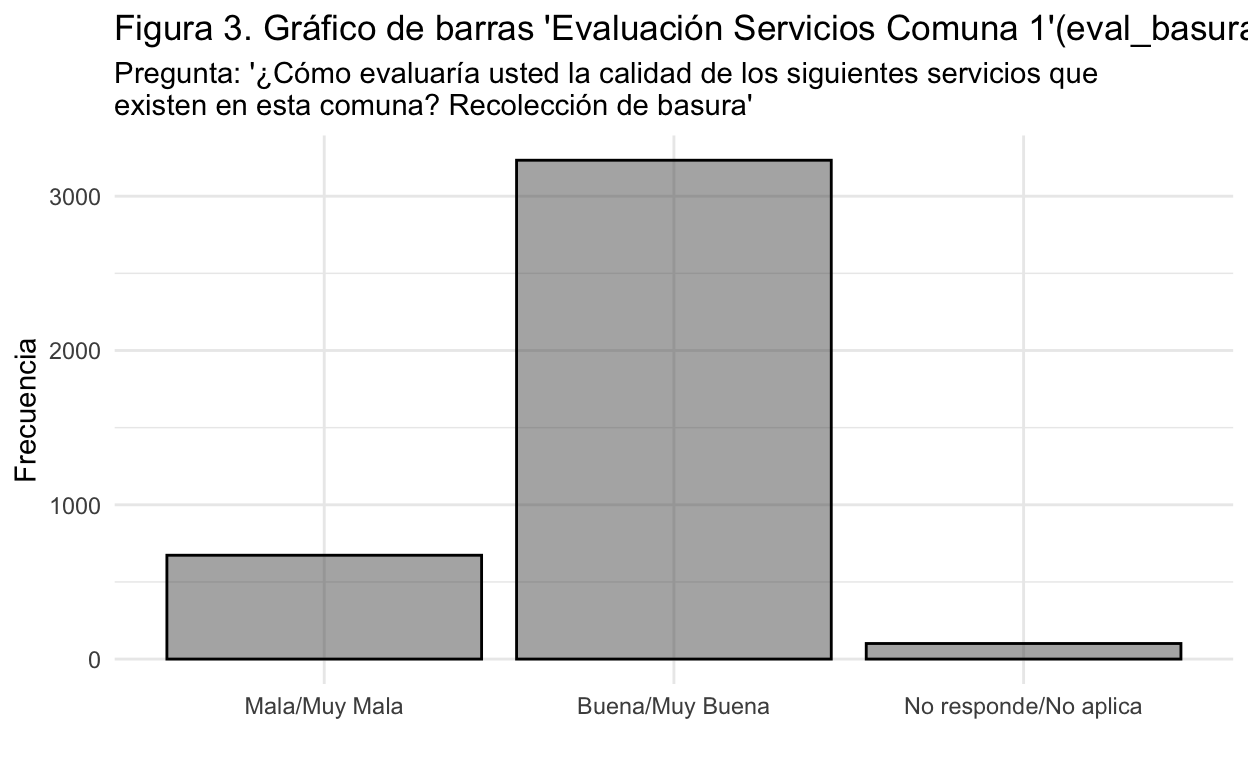 Figura 3. Gráfico de barras 'Evaluación Servicios Comuna 1'(eval_basura
Pregunta: '¿Cómo evaluaría usted la calidad de los siguientes servicios que
existen en esta comuna? Recolección de basura'
Frecuencia
3000
2000
1000
0
Mala/Muy Mala
Buena/Muy Buena
No responde/No aplica